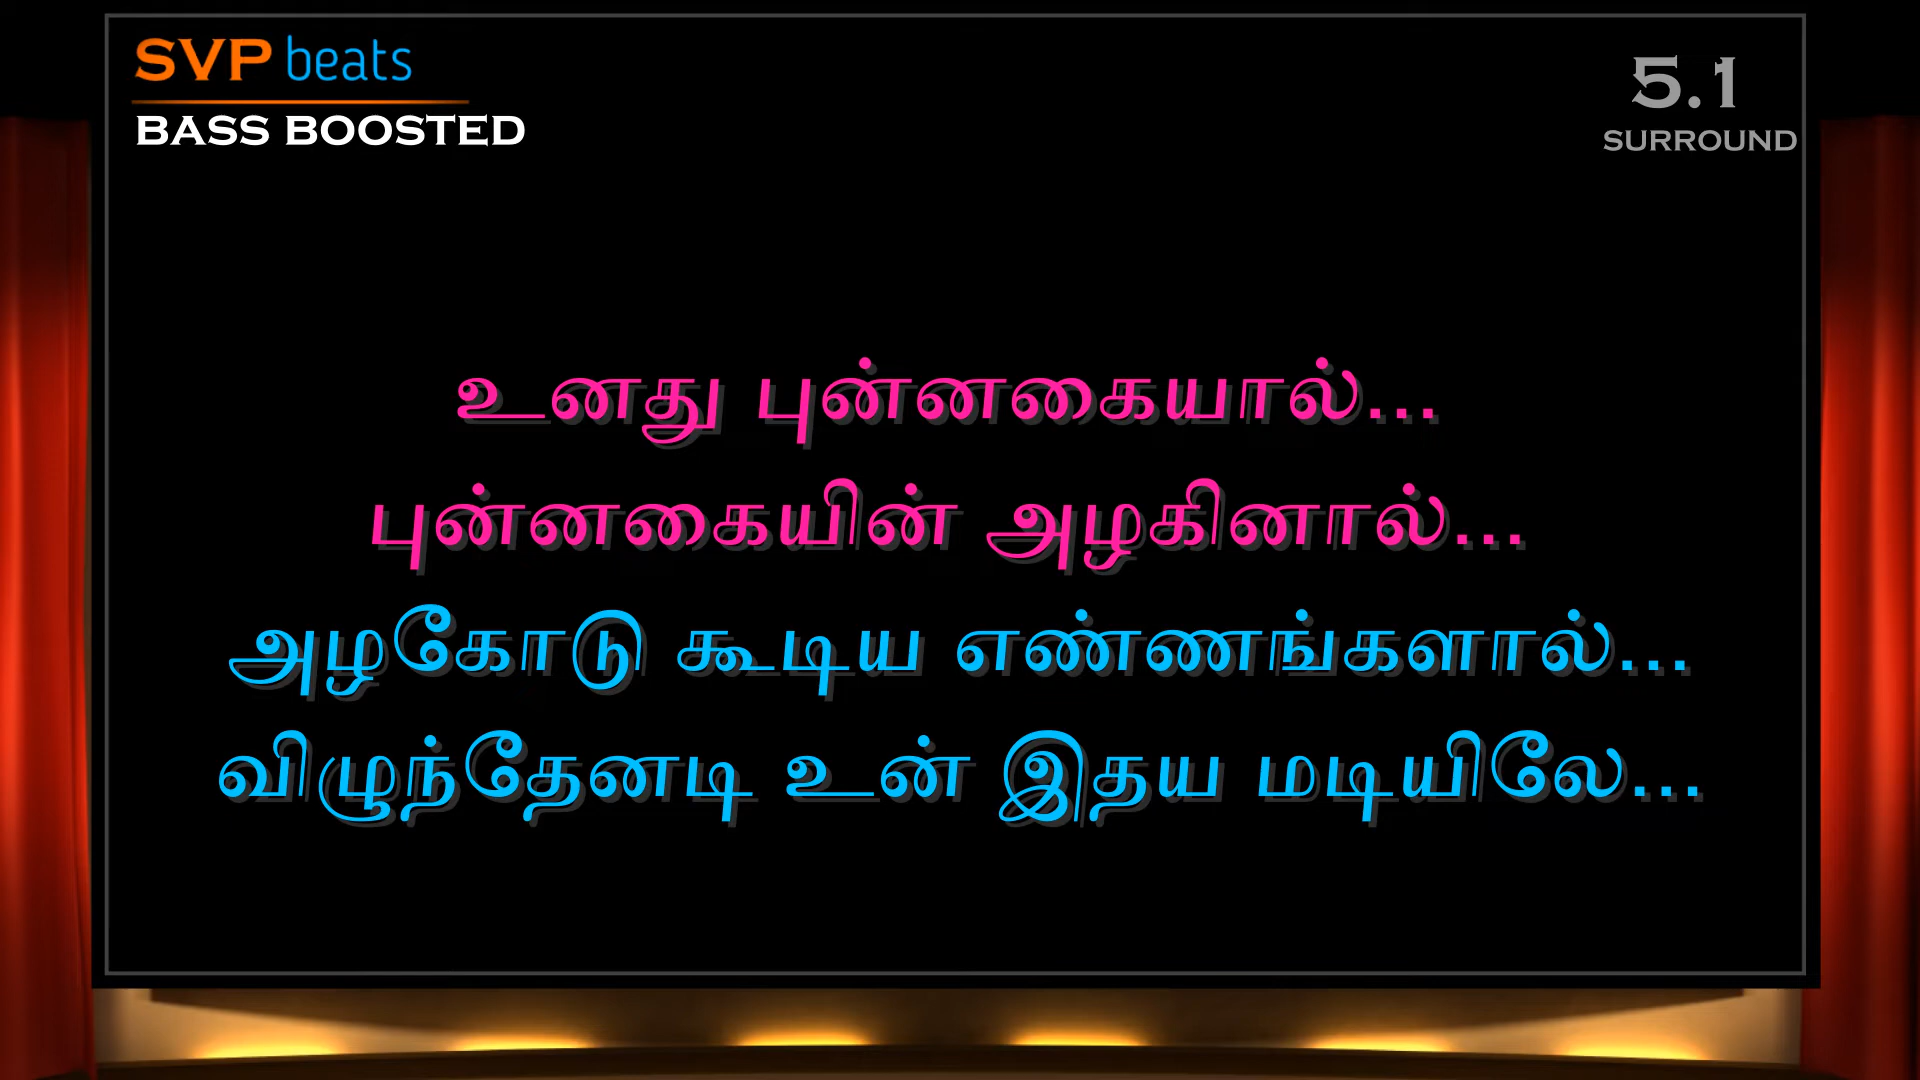 SVP beats
BASS BOOSTED
5.1
SURROUND
உனது புன்னகையால்...
புன்னகையின் அழகினால்...
அழகோடு கூடிய எண்ணங்களால்...
விழுந்தேனடி உன் இதய மடியிலே...